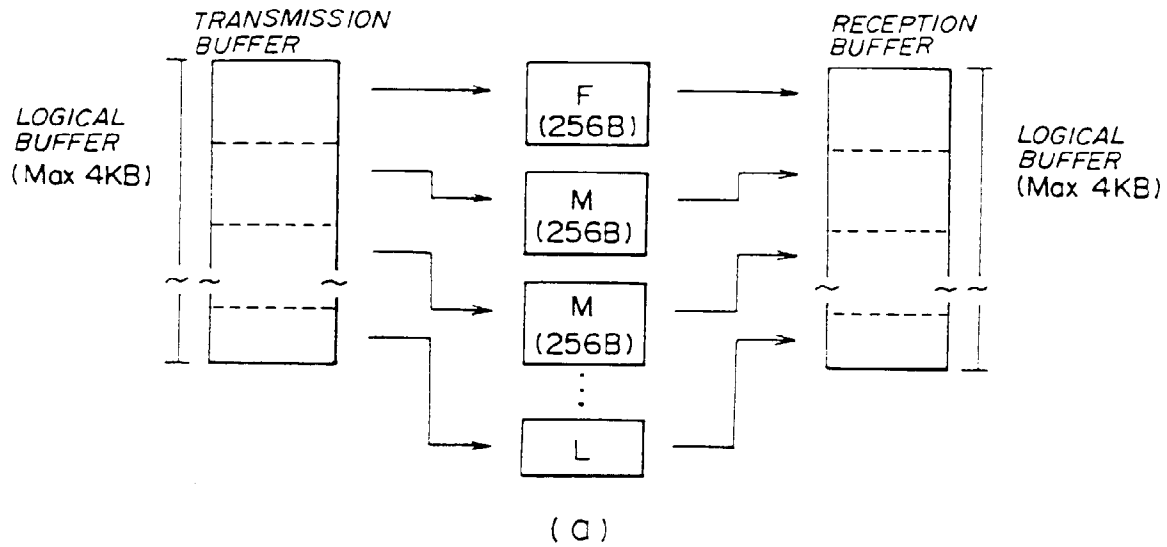 TRANSMISSION
BUFFER
RECEPTION
BUFFER
LOGICAL
BUFFER
(Max 4KB)
F
(256B)
M
(256B)
M
(256B)
L
LOGICAL
BUFFER
(Max 4KB)
(a)